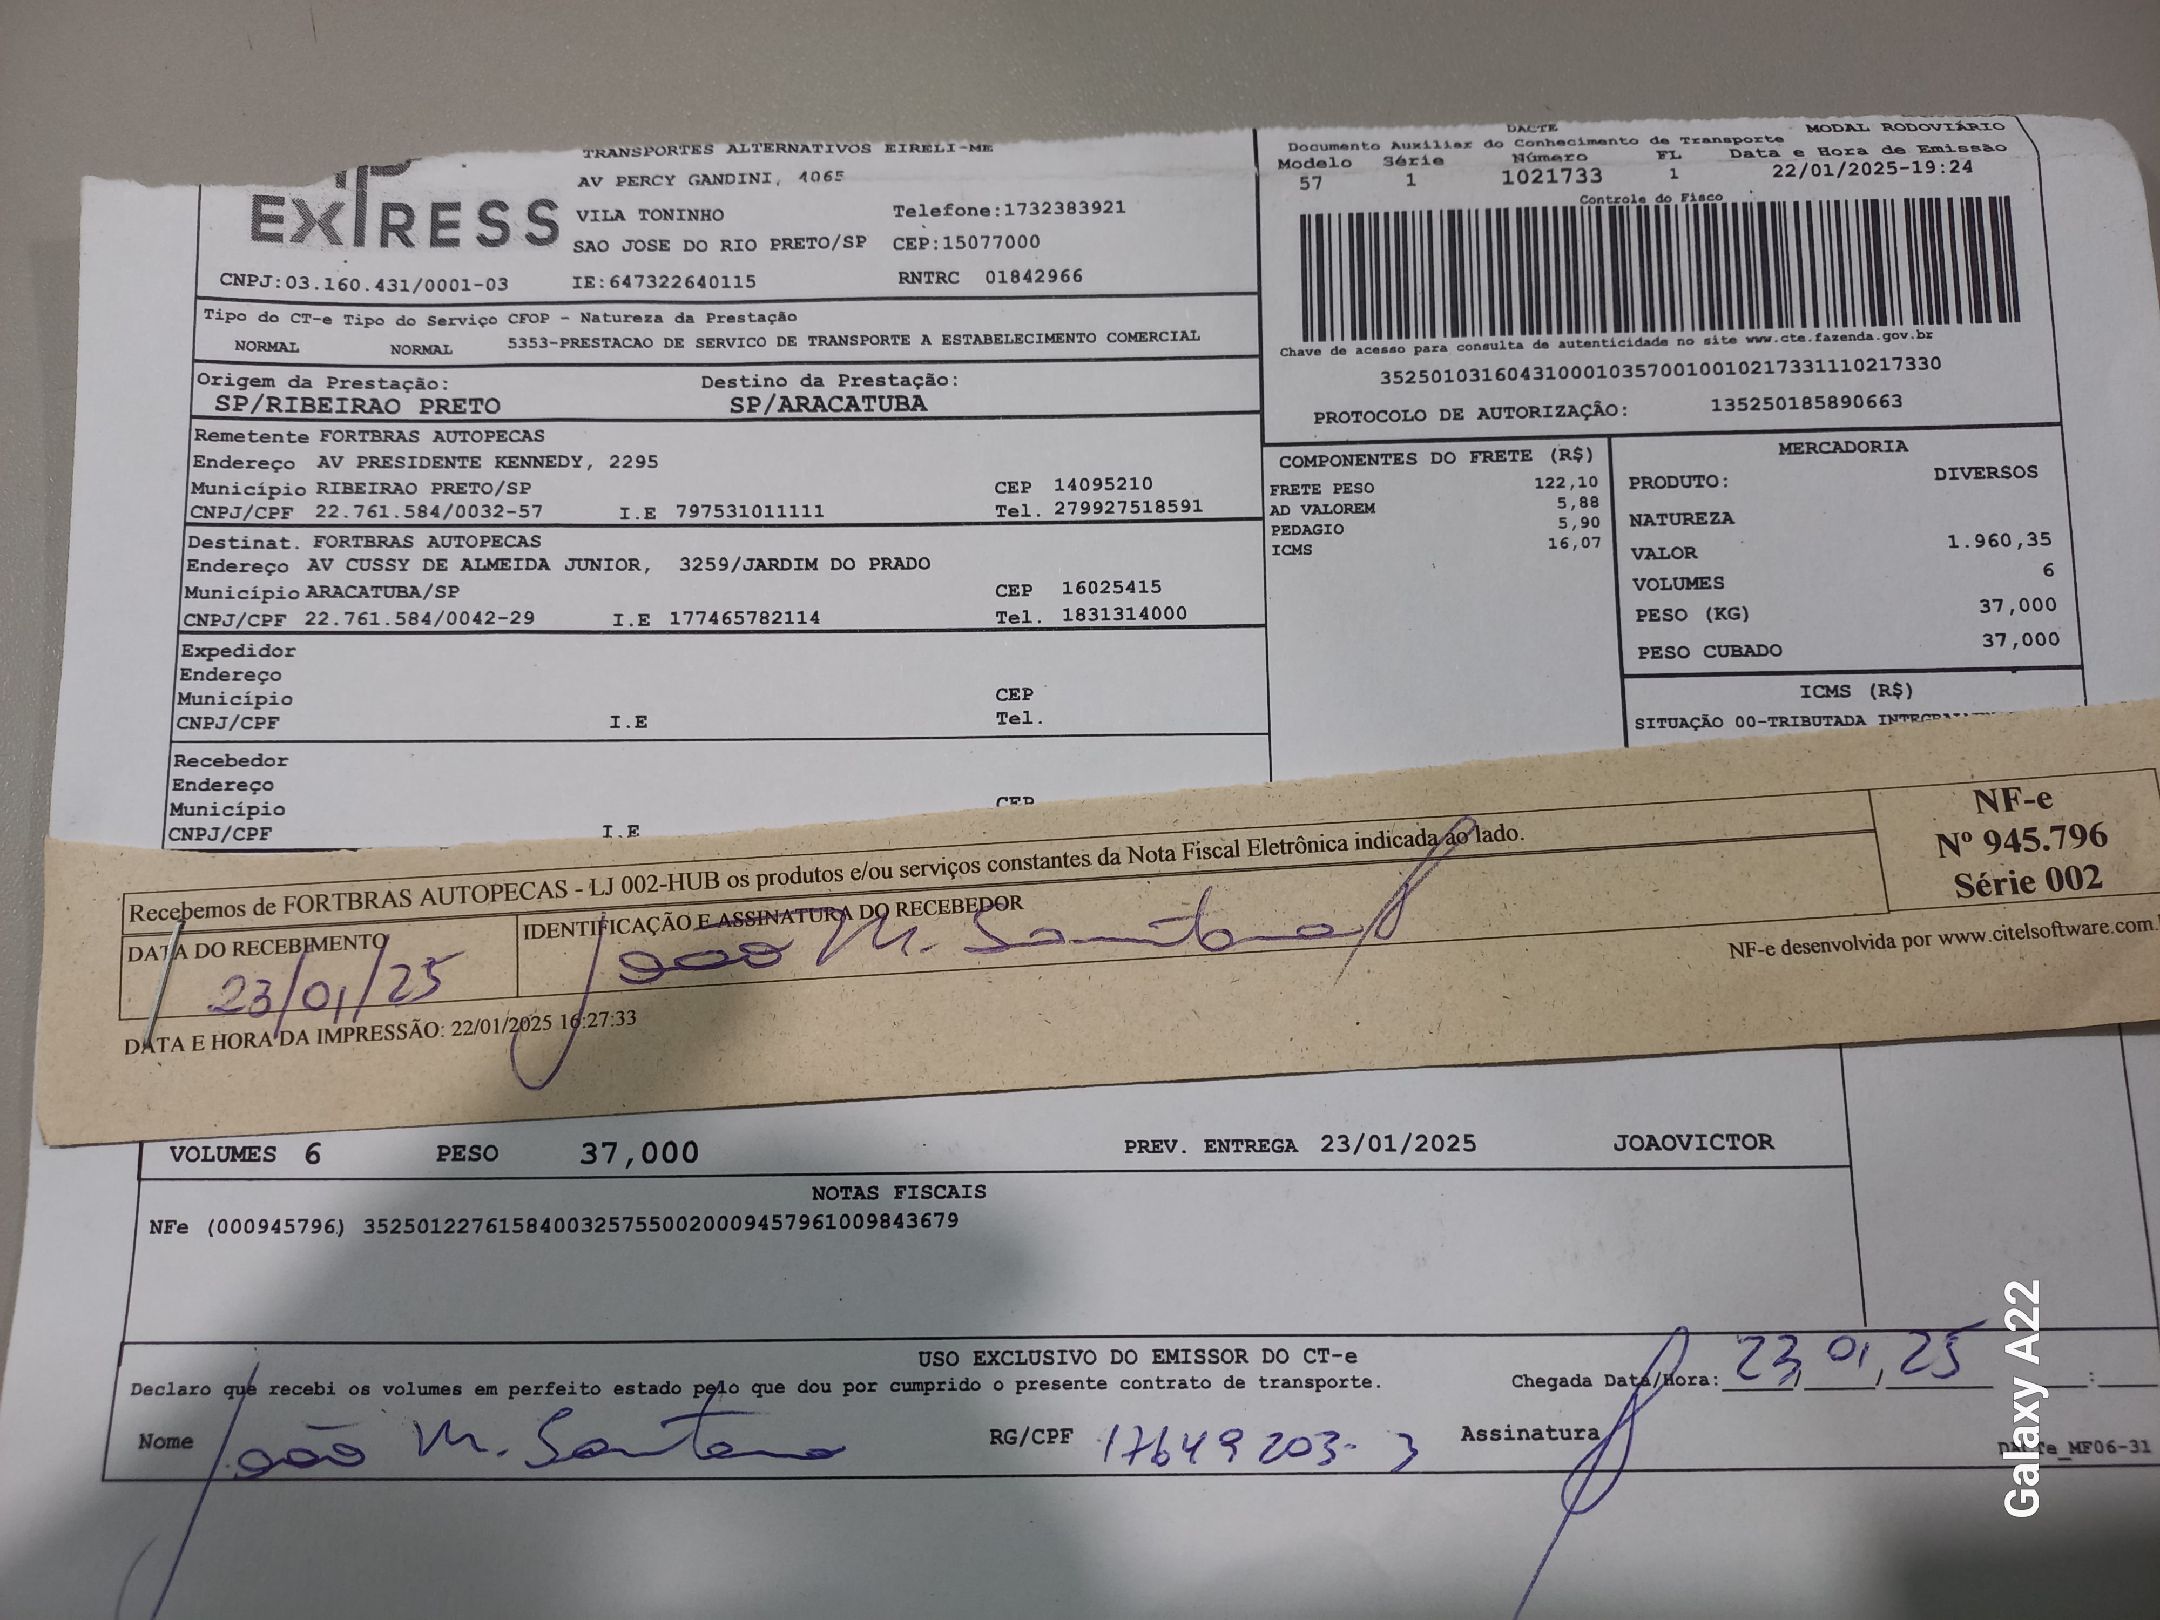 TRANSPORTES ALTERNATIVOS EIRELI-ME
AV PERCY GANDINI, 4065
EXPRESS
VILA TONINHO Telefone:1732383921
SAO JOSE DO RIO PRETO/SP CEP:15077000
CNPJ:03.160.431/0001-03 IE:647322640115 RNTRC 01842966
DACTE MODAL RODOVIÁRIO
Documento Auxiliar do Conhecimento de Transporte
Modelo Série Número FL Data e Hora de Emissão
57 1 1021733 1 22/01/2025-19:24
Controle do Fisco
Chave de acesso para consulta de autenticidade no site www.cte.fazenda.gov.br
35250103160431000103570010010217331110217330
PROTOCOLO DE AUTORIZAÇÃO: 135250185890663
Tipo do CT-e Tipo do Serviço CFOP - Natureza da Prestação
NORMAL NORMAL 5353-PRESTACAO DE SERVICO DE TRANSPORTE A ESTABELECIMENTO COMERCIAL
Origem da Prestação: Destino da Prestação:
SP/RIBEIRAO PRETO SP/ARACATUBA
Remetente FORTBRAS AUTOPECAS
Endereço AV PRESIDENTE KENNEDY, 2295
Município RIBEIRAO PRETO/SP CEP 14095210
CNPJ/CPF 22.761.584/0032-57 I.E 797531011111 Tel. 279927518591
Destinat. FORTBRAS AUTOPECAS
Endereço AV CUSSY DE ALMEIDA JUNIOR, 3259/JARDIM DO PRADO
Município ARACATUBA/SP CEP 16025415
CNPJ/CPF 22.761.584/0042-29 I.E 177465782114 Tel. 1831314000
Expedidor
Endereço
Município CEP
CNPJ/CPF I.E Tel.
Recebedor
Endereço
Município CEP
CNPJ/CPF I.E
COMPONENTES DO FRETE (R$)
FRETE PESO 122,10
AD VALOREM 5,88
PEDAGIO 5,90
ICMS 16,07
MERCADORIA
PRODUTO: DIVERSOS
NATUREZA
VALOR 1.960,35
VOLUMES 6
PESO (KG) 37,000
PESO CUBADO 37,000
ICMS (R$)
SITUAÇÃO 00-TRIBUTADA
Recebemos de FORTBRAS AUTOPECAS - LJ 002-HUB os produtos e/ou serviços constantes da Nota Fiscal Eletrônica indicada ao lado.
DATA DO RECEBIMENTO IDENTIFICAÇÃO E ASSINATURA DO RECEBEDOR
23/01/25 João M. Santana
NF-e
Nº 945.796
Série 002
NF-e desenvolvida por www.citelsoftware.com.
DATA E HORA DA IMPRESSÃO: 22/01/2025 16:27:33
VOLUMES 6 PESO 37,000 PREV. ENTREGA 23/01/2025 JOAOVICTOR
NOTAS FISCAIS
NFe (000945796) 35250122761584003257550020009457961009843679
USO EXCLUSIVO DO EMISSOR DO CT-e
Declaro que recebi os volumes em perfeito estado pelo que dou por cumprido o presente contrato de transporte. Chegada Data/Hora: 23/01/25 :
Nome João M. Santana RG/CPF 17649203-3 Assinatura
MF06-31
Galaxy A22